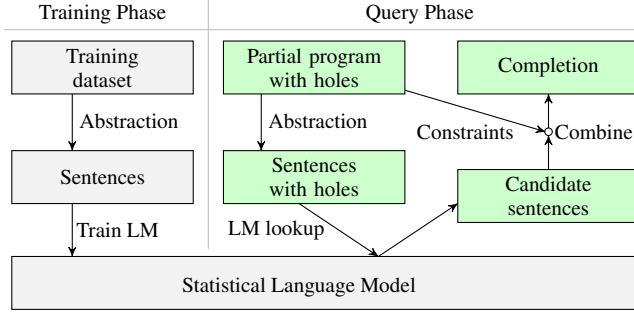 Training Phase
Query Phase
Training
dataset
Partial program
with holes
Completion
Abstraction
Abstraction
Constraints
Combine
Sentences
Sentences
with holes
Candidate
sentences
Train LM
LM lookup
Statistical Language Model